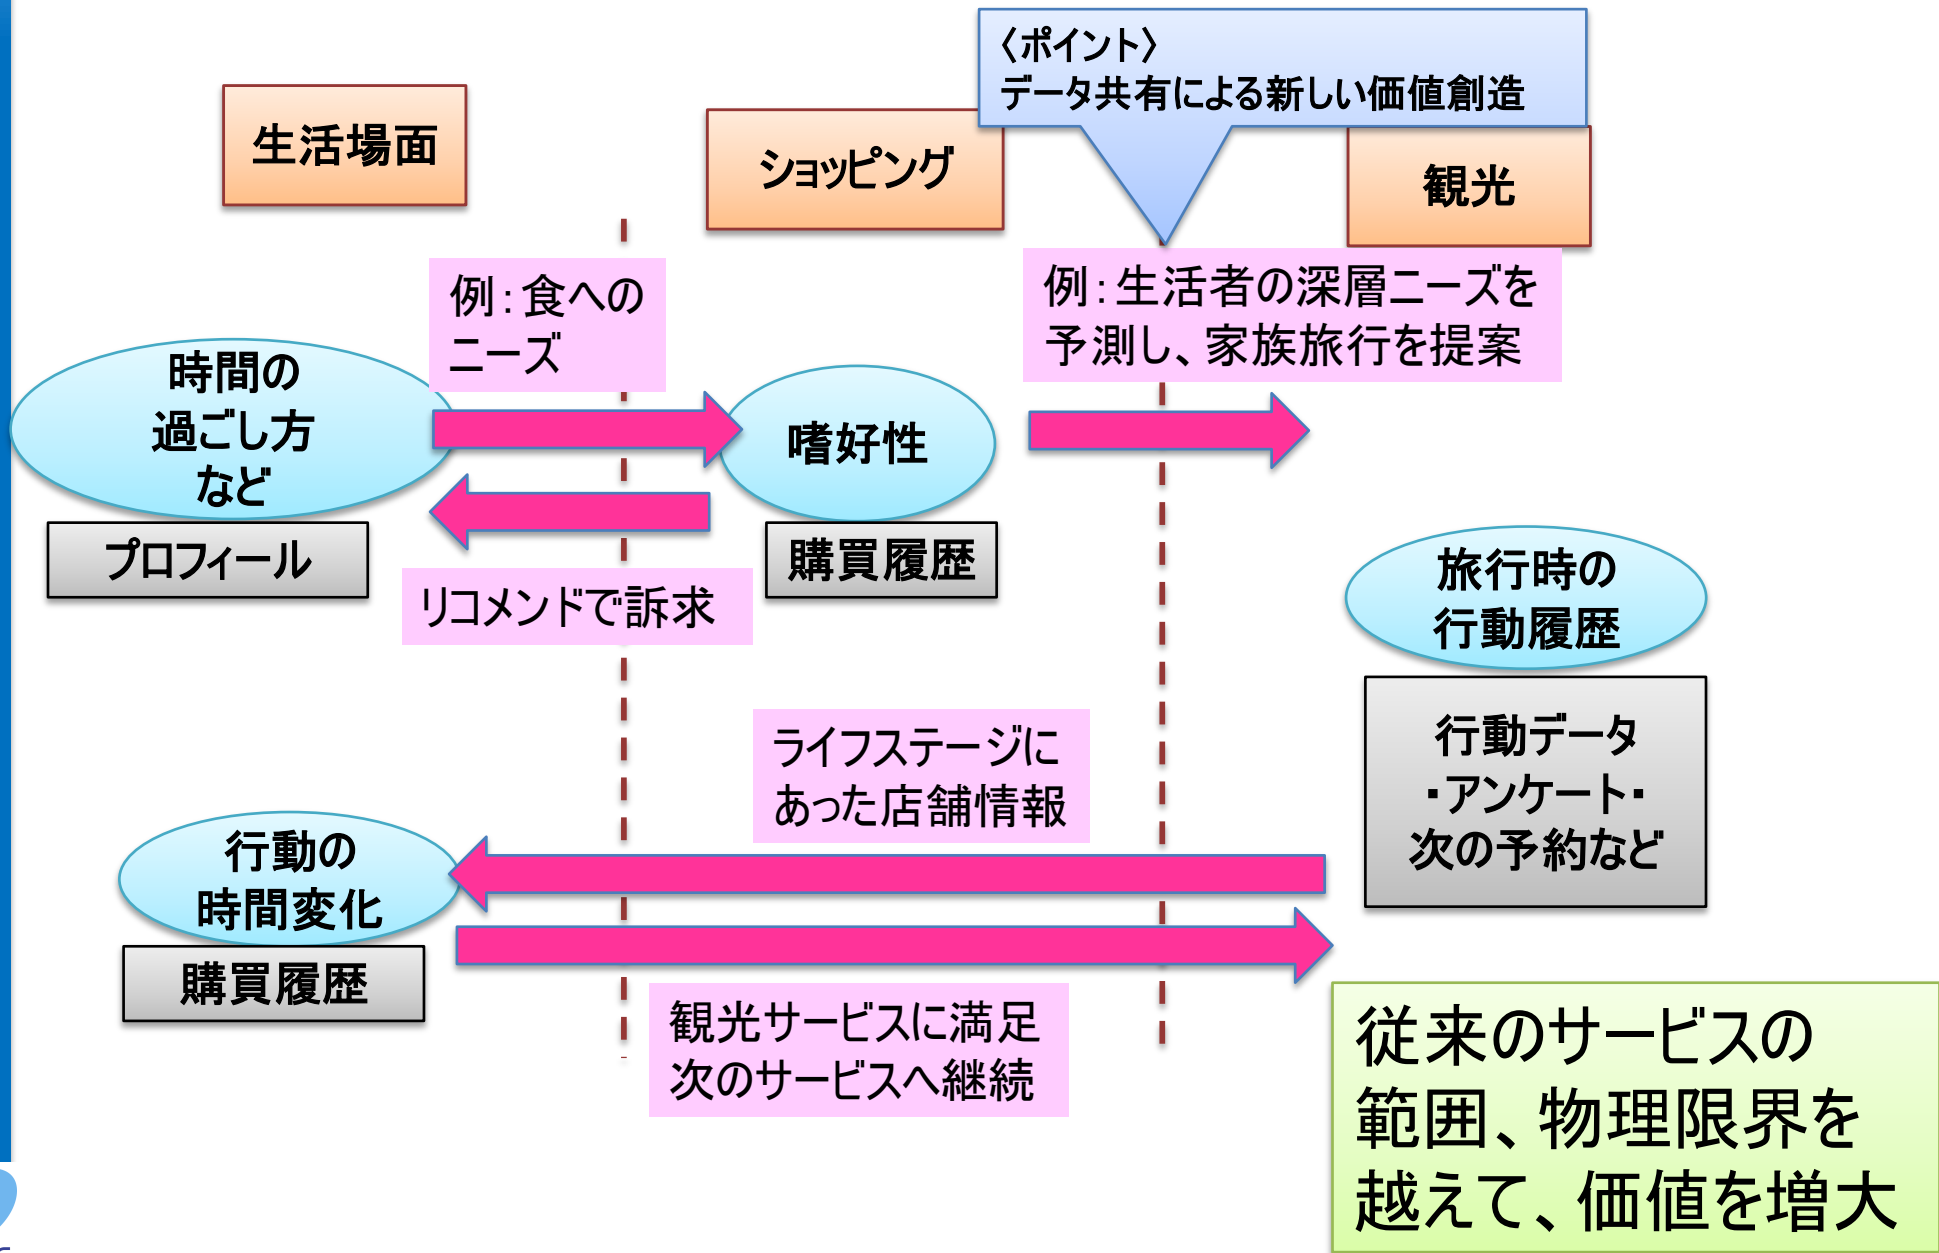 〈ポイント〉
データ共有による新しい価値創造
生活場面
ショッピング
観光
例：食への
ニーズ
例：生活者の深層ニーズを
予測し、家族旅行を提案
時間の
過ごし方
など
プロフィール
嗜好性
購買履歴
リコメンドで訴求
旅行時の
行動履歴
行動データ
・アンケート・
次の予約など
ライフステージに
あった店舗情報
行動の
時間変化
購買履歴
観光サービスに満足
次のサービスへ継続
従来のサービスの
範囲、物理限界を
越えて、価値を増大